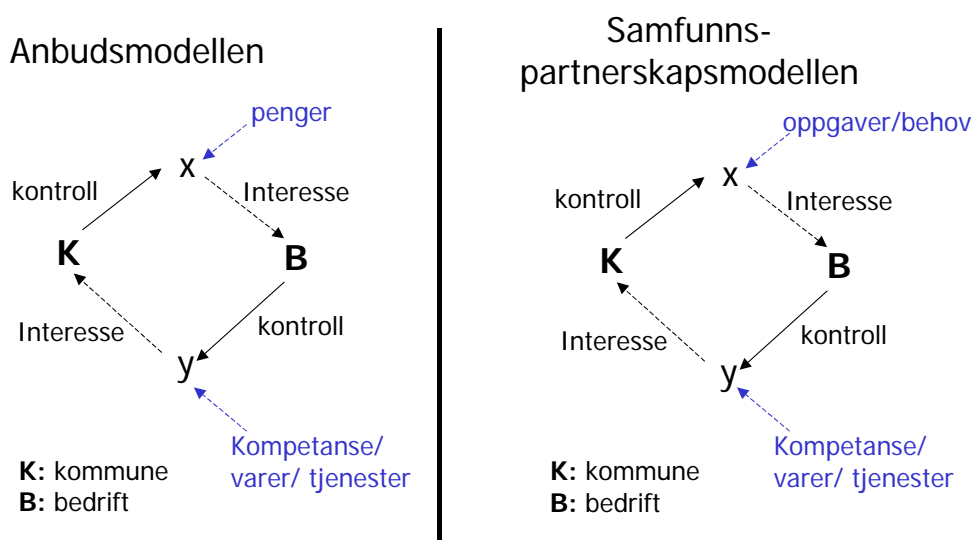 Anbudsmodellen
penger
x
kontroll
Interesse
K
B
Interesse
kontroll
y
Kompetanse/
varer/ tjenester
K: kommune
B: bedrift
Samfunns-
partnerskapsmodellen
oppgaver/behov
x
kontroll
Interesse
K
B
Interesse
kontroll
y
Kompetanse/
varer/ tjenester
K: kommune
B: bedrift